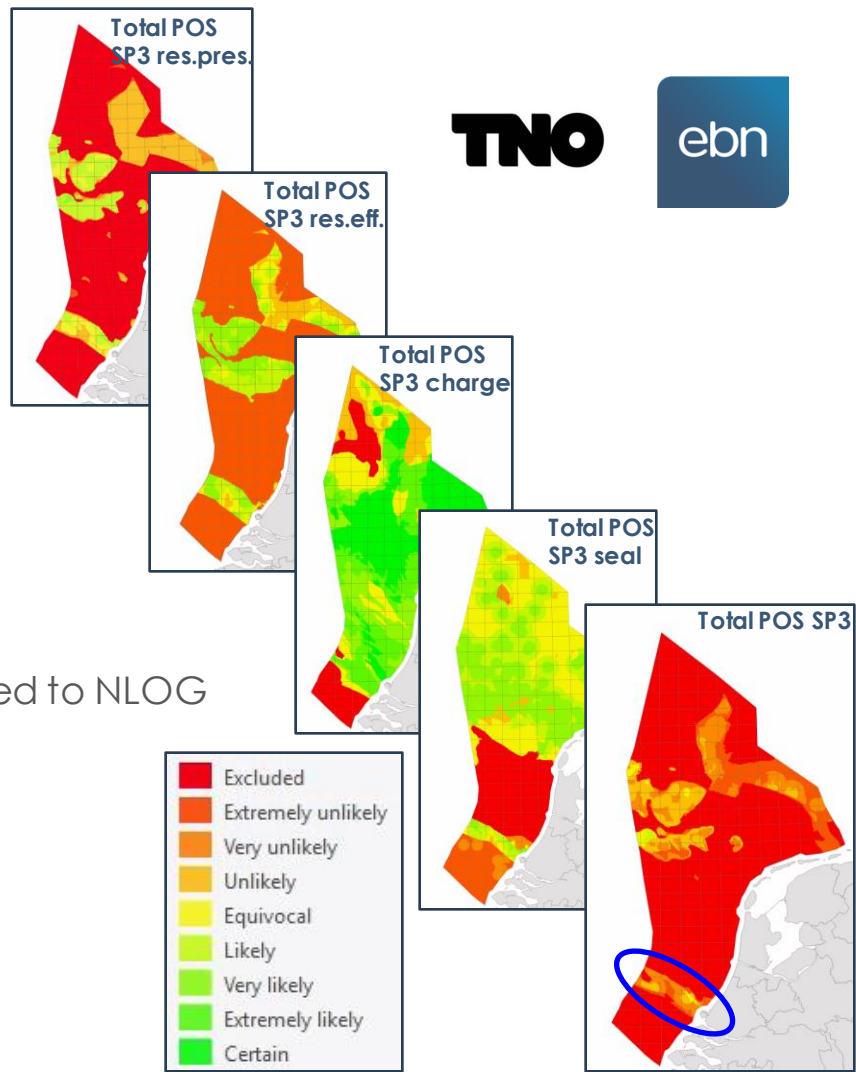 Total POS
SP3 res.pres.
TNO
ebn
Total POS
SP3 res.eff.
Total POS
SP3 charge
Total POS
SP3 seal
Total POS SP3
ed to NLOG
Excluded
Extremely unlikely
Very unlikely
Unlikely
Equivocal
Likely
Very likely
Extremely likely
Certain